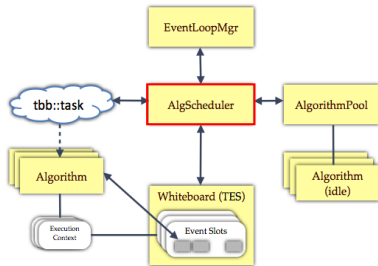 EventLoopMgr
tbb::task
AlgScheduler
AlgorithmPool
Algorithm
Algorithm
(idle)
Whiteboard (TES)
Event Slots
Execution
Context